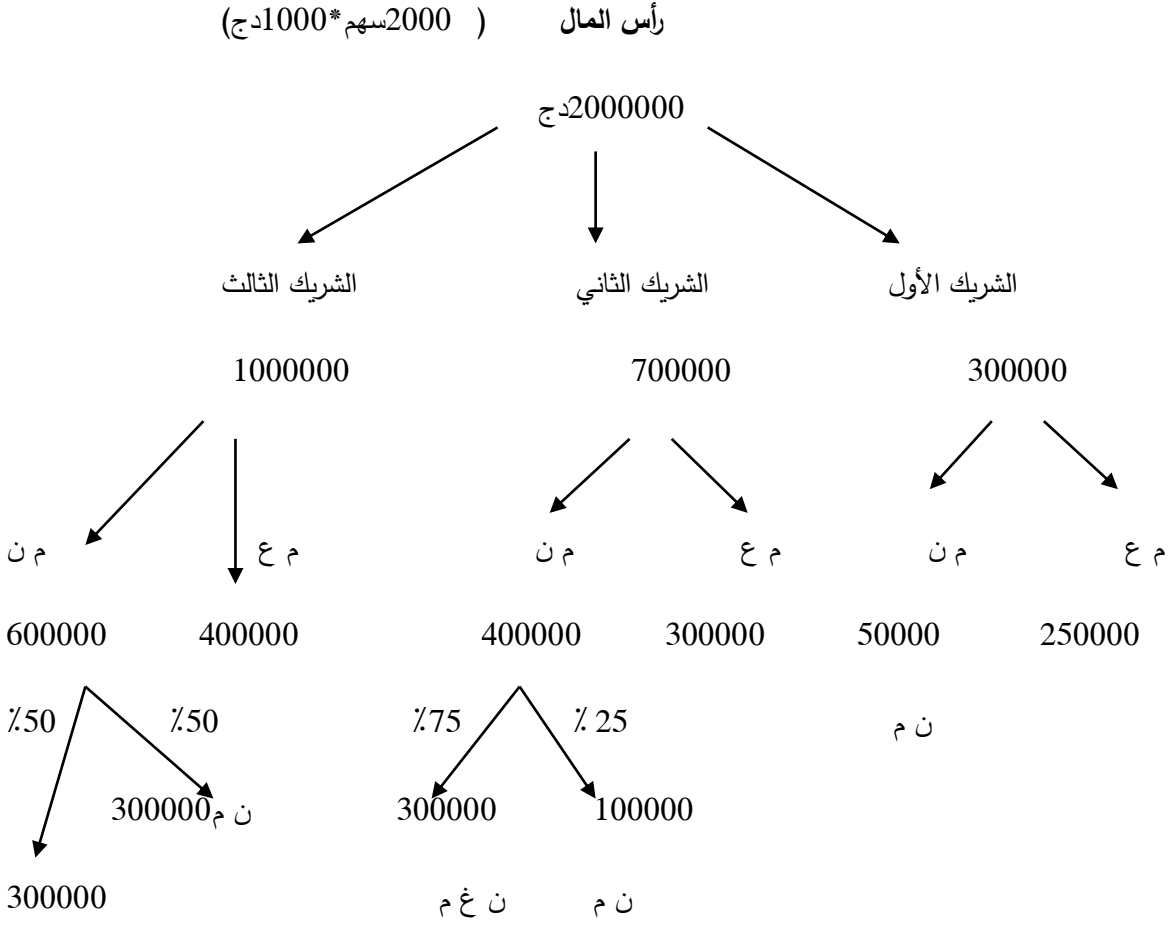 رأس المال ( 2000سهم*1000دج)
2000000دج
الشريك الأول الشريك الثاني الشريك الثالث
300000 700000 1000000
م ع م ن م ع م ن م ع م ن
250000 50000 300000 400000 400000 600000
ن م 25 ٪ 75٪ 50٪ 50٪
100000 300000 ن م300000
ن م ن غ م 300000